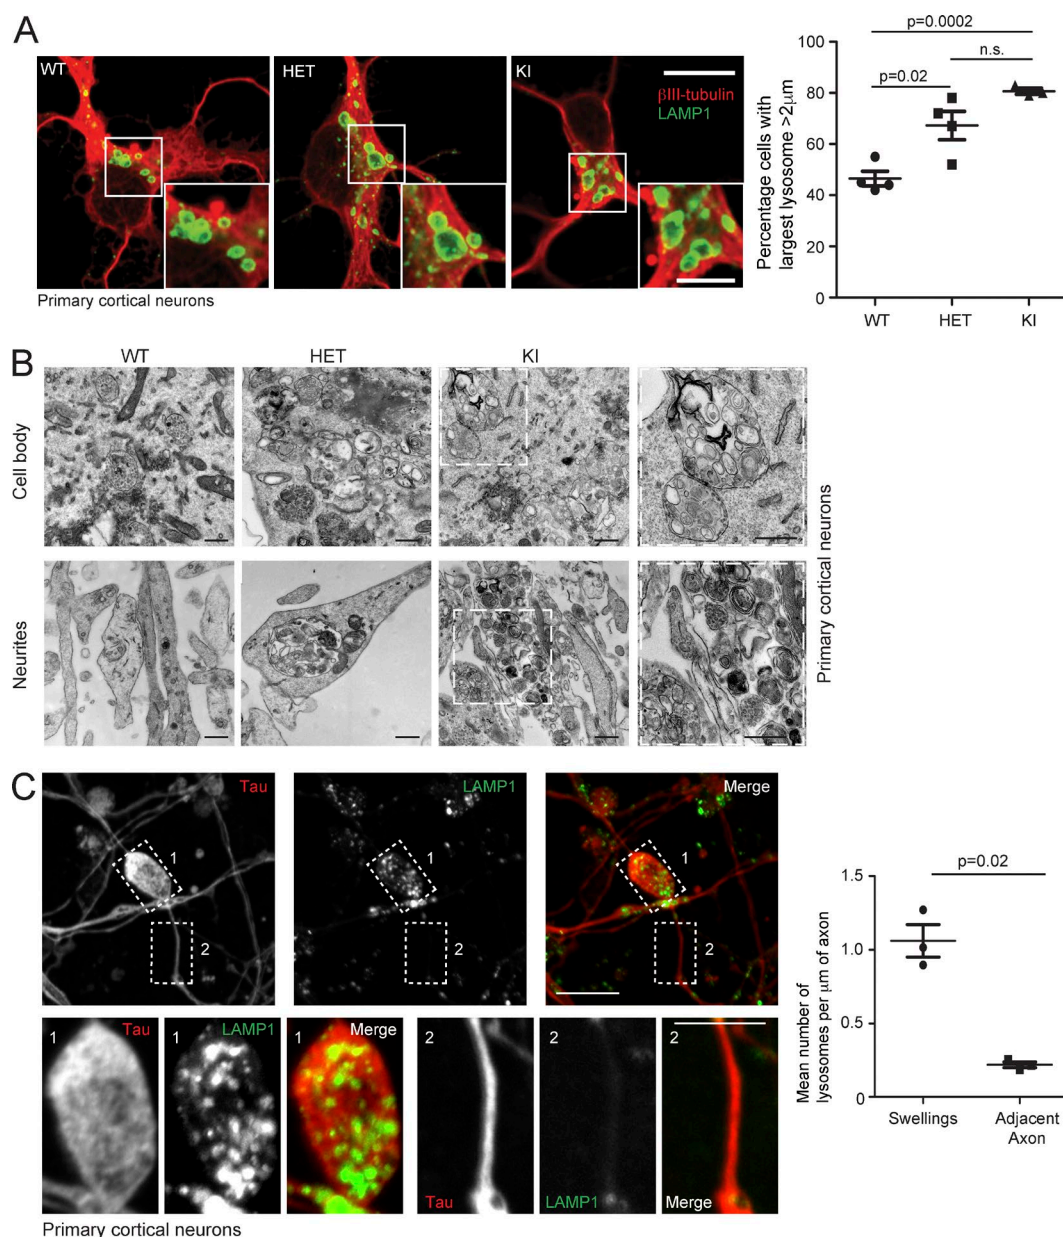 A
WT
HET
KI
βIII-tubulin
LAMP1
Primary cortical neurons
p=0.0002
n.s.
p=0.02
Percentage cells with
largest lysosome >2μm
100
80
60
40
20
0
WT
HET
KI
B
WT
HET
KI
Cell body
Neurites
Primary cortical neurons
C
Tau
1
2
LAMP1
1
2
Merge
1
2
1
Tau
1
LAMP1
1
Merge
2
Tau
2
LAMP1
2
Merge
Primary cortical neurons
p=0.02
Mean number of
lysosomes per μm of axon
1.5
1.0
0.5
0
Swellings
Adjacent
Axon